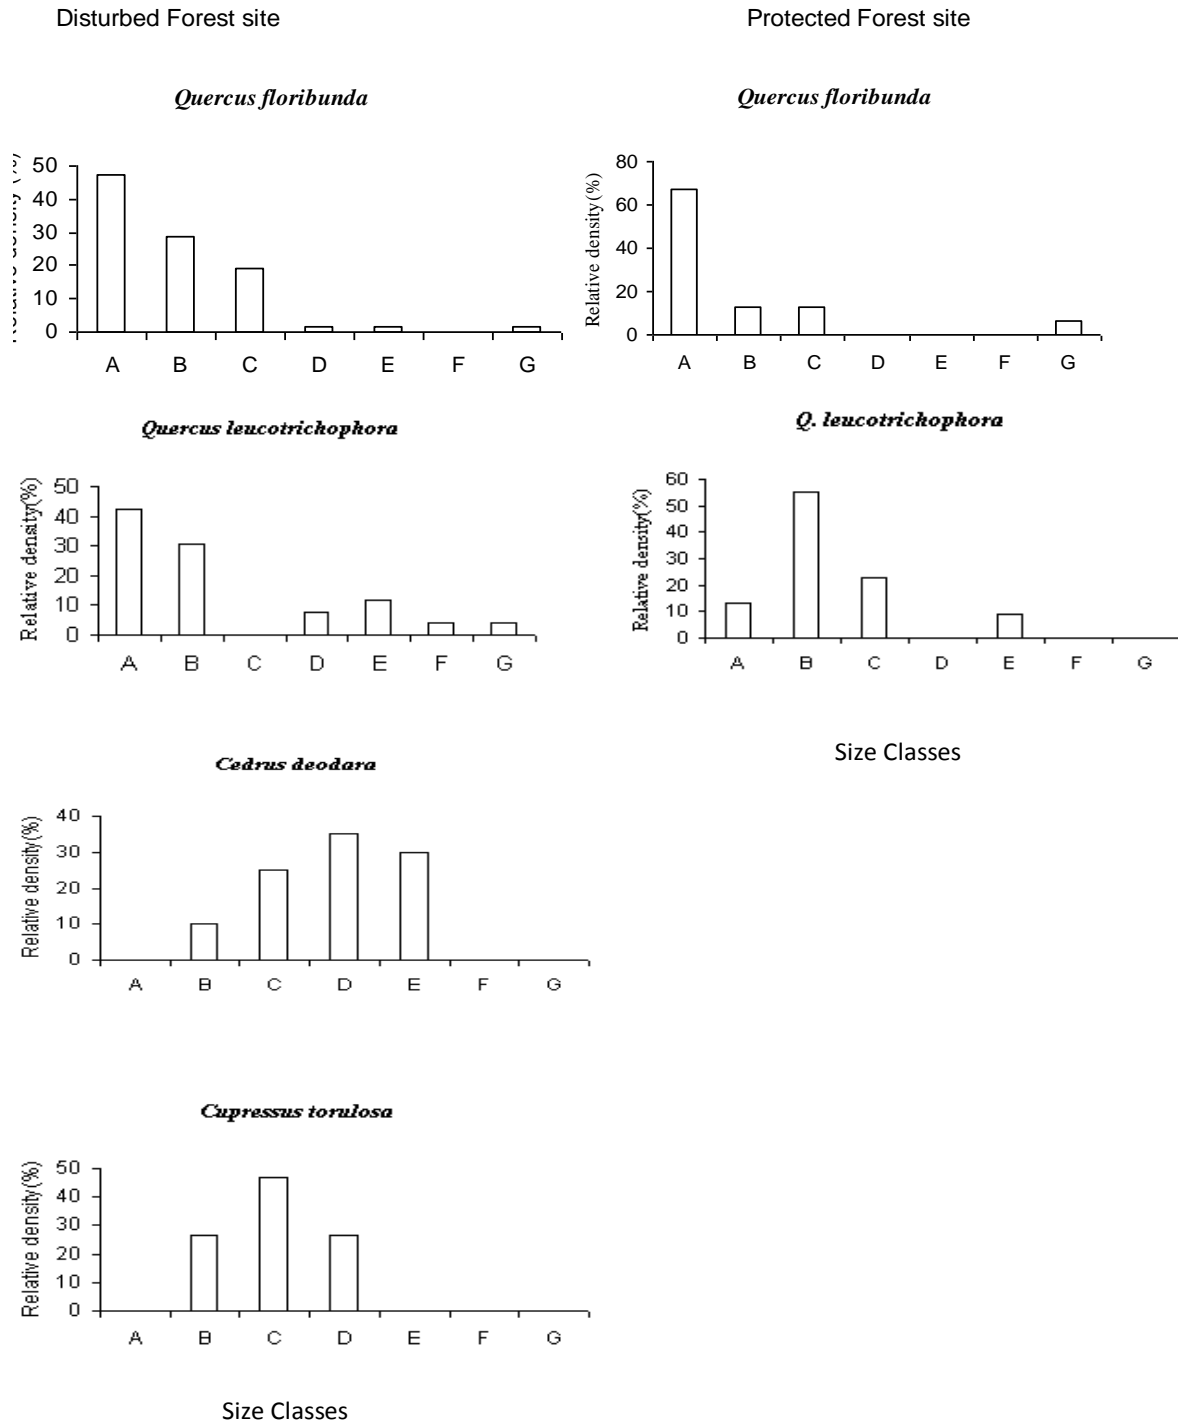 Disturbed Forest site
Protected Forest site
Quercus floribunda
50
40
30
20
10
0
A B C D E F G
Quercus floribunda
Relative density (%)
80
60
40
20
0
A B C D E F G
Quercus leucotrichophora
Relative density(%)
50
40
30
20
10
0
A B C D E F G
Q. leucotrichophora
Relative density(%)
60
50
40
30
20
10
0
A B C D E F G
Size Classes
Cedrus deodara
Relative density(%)
40
30
20
10
0
A B C D E F G
Cupressus torulosa
Relative density(%)
50
40
30
20
10
0
A B C D E F G
Size Classes